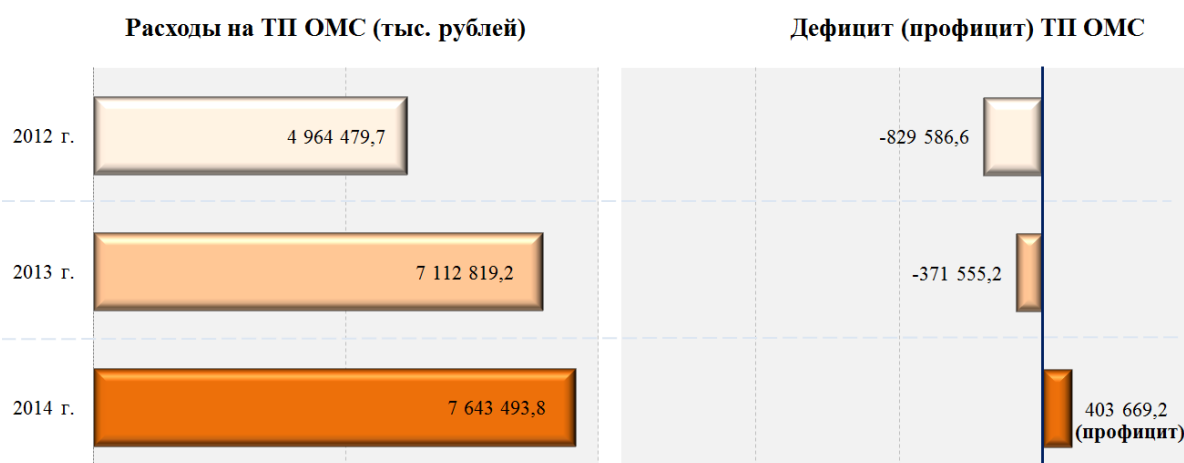 Расходы на ТП ОМС (тыс. рублей)
Дефицит (профицит) ТП ОМС
2012 г.
4 964 479,7
-829 586,6
2013 г.
7 112 819,2
-371 555,2
2014 г.
7 643 493,8
403 669,2
(профицит)